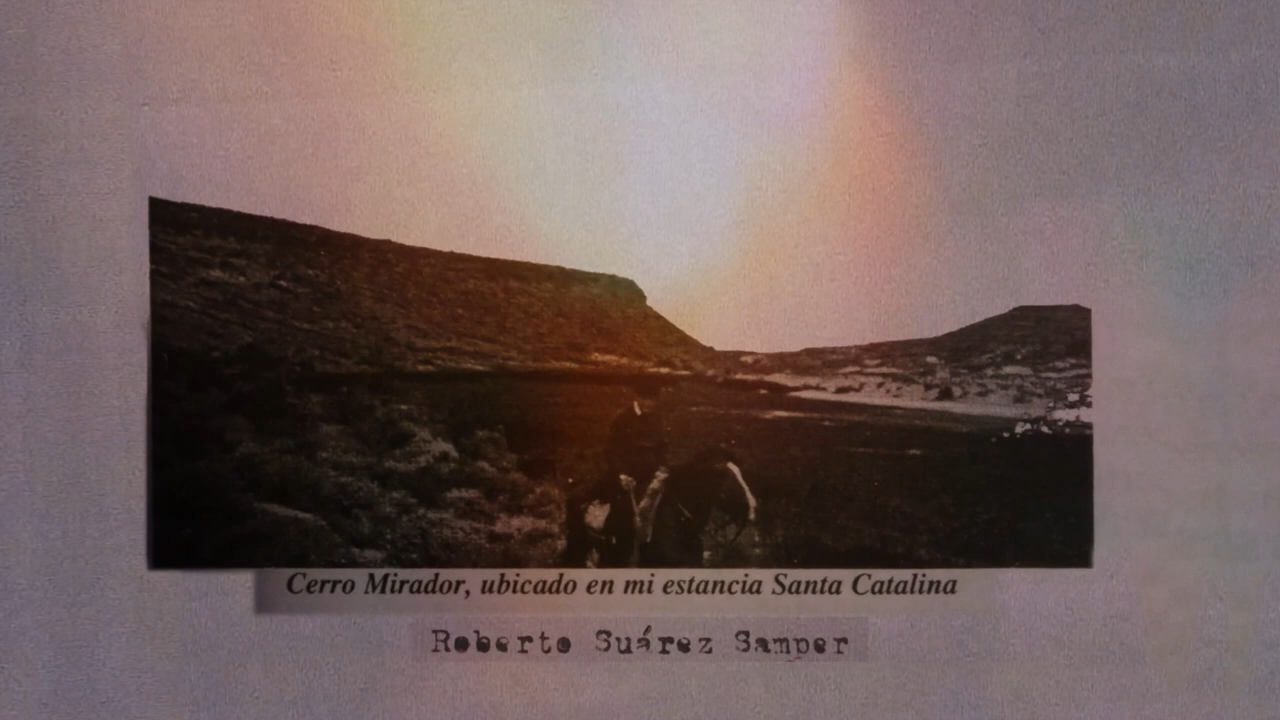 Cerro Mirador, ubicado en mi estancia Santa Catalina
Roberto Suárez Samper